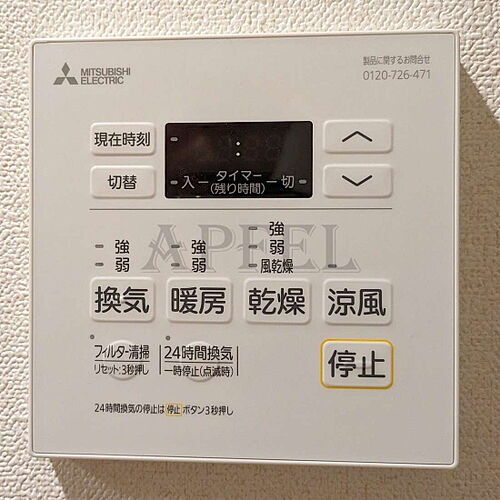 MITSUBISHI
ELECTRIC
製品に関するお問合せ
0120-726-471
現在時刻
:
切替
入 タイマー 切
(残り時間)
APFEL
強 強 強
弱 弱 弱
風乾燥
換気 暖房 乾燥 涼風
フィルター清掃 24時間換気
リセット:3秒押し 一時停止(点滅時)
停止
24時間換気の停止は 停止 ボタン3秒押し